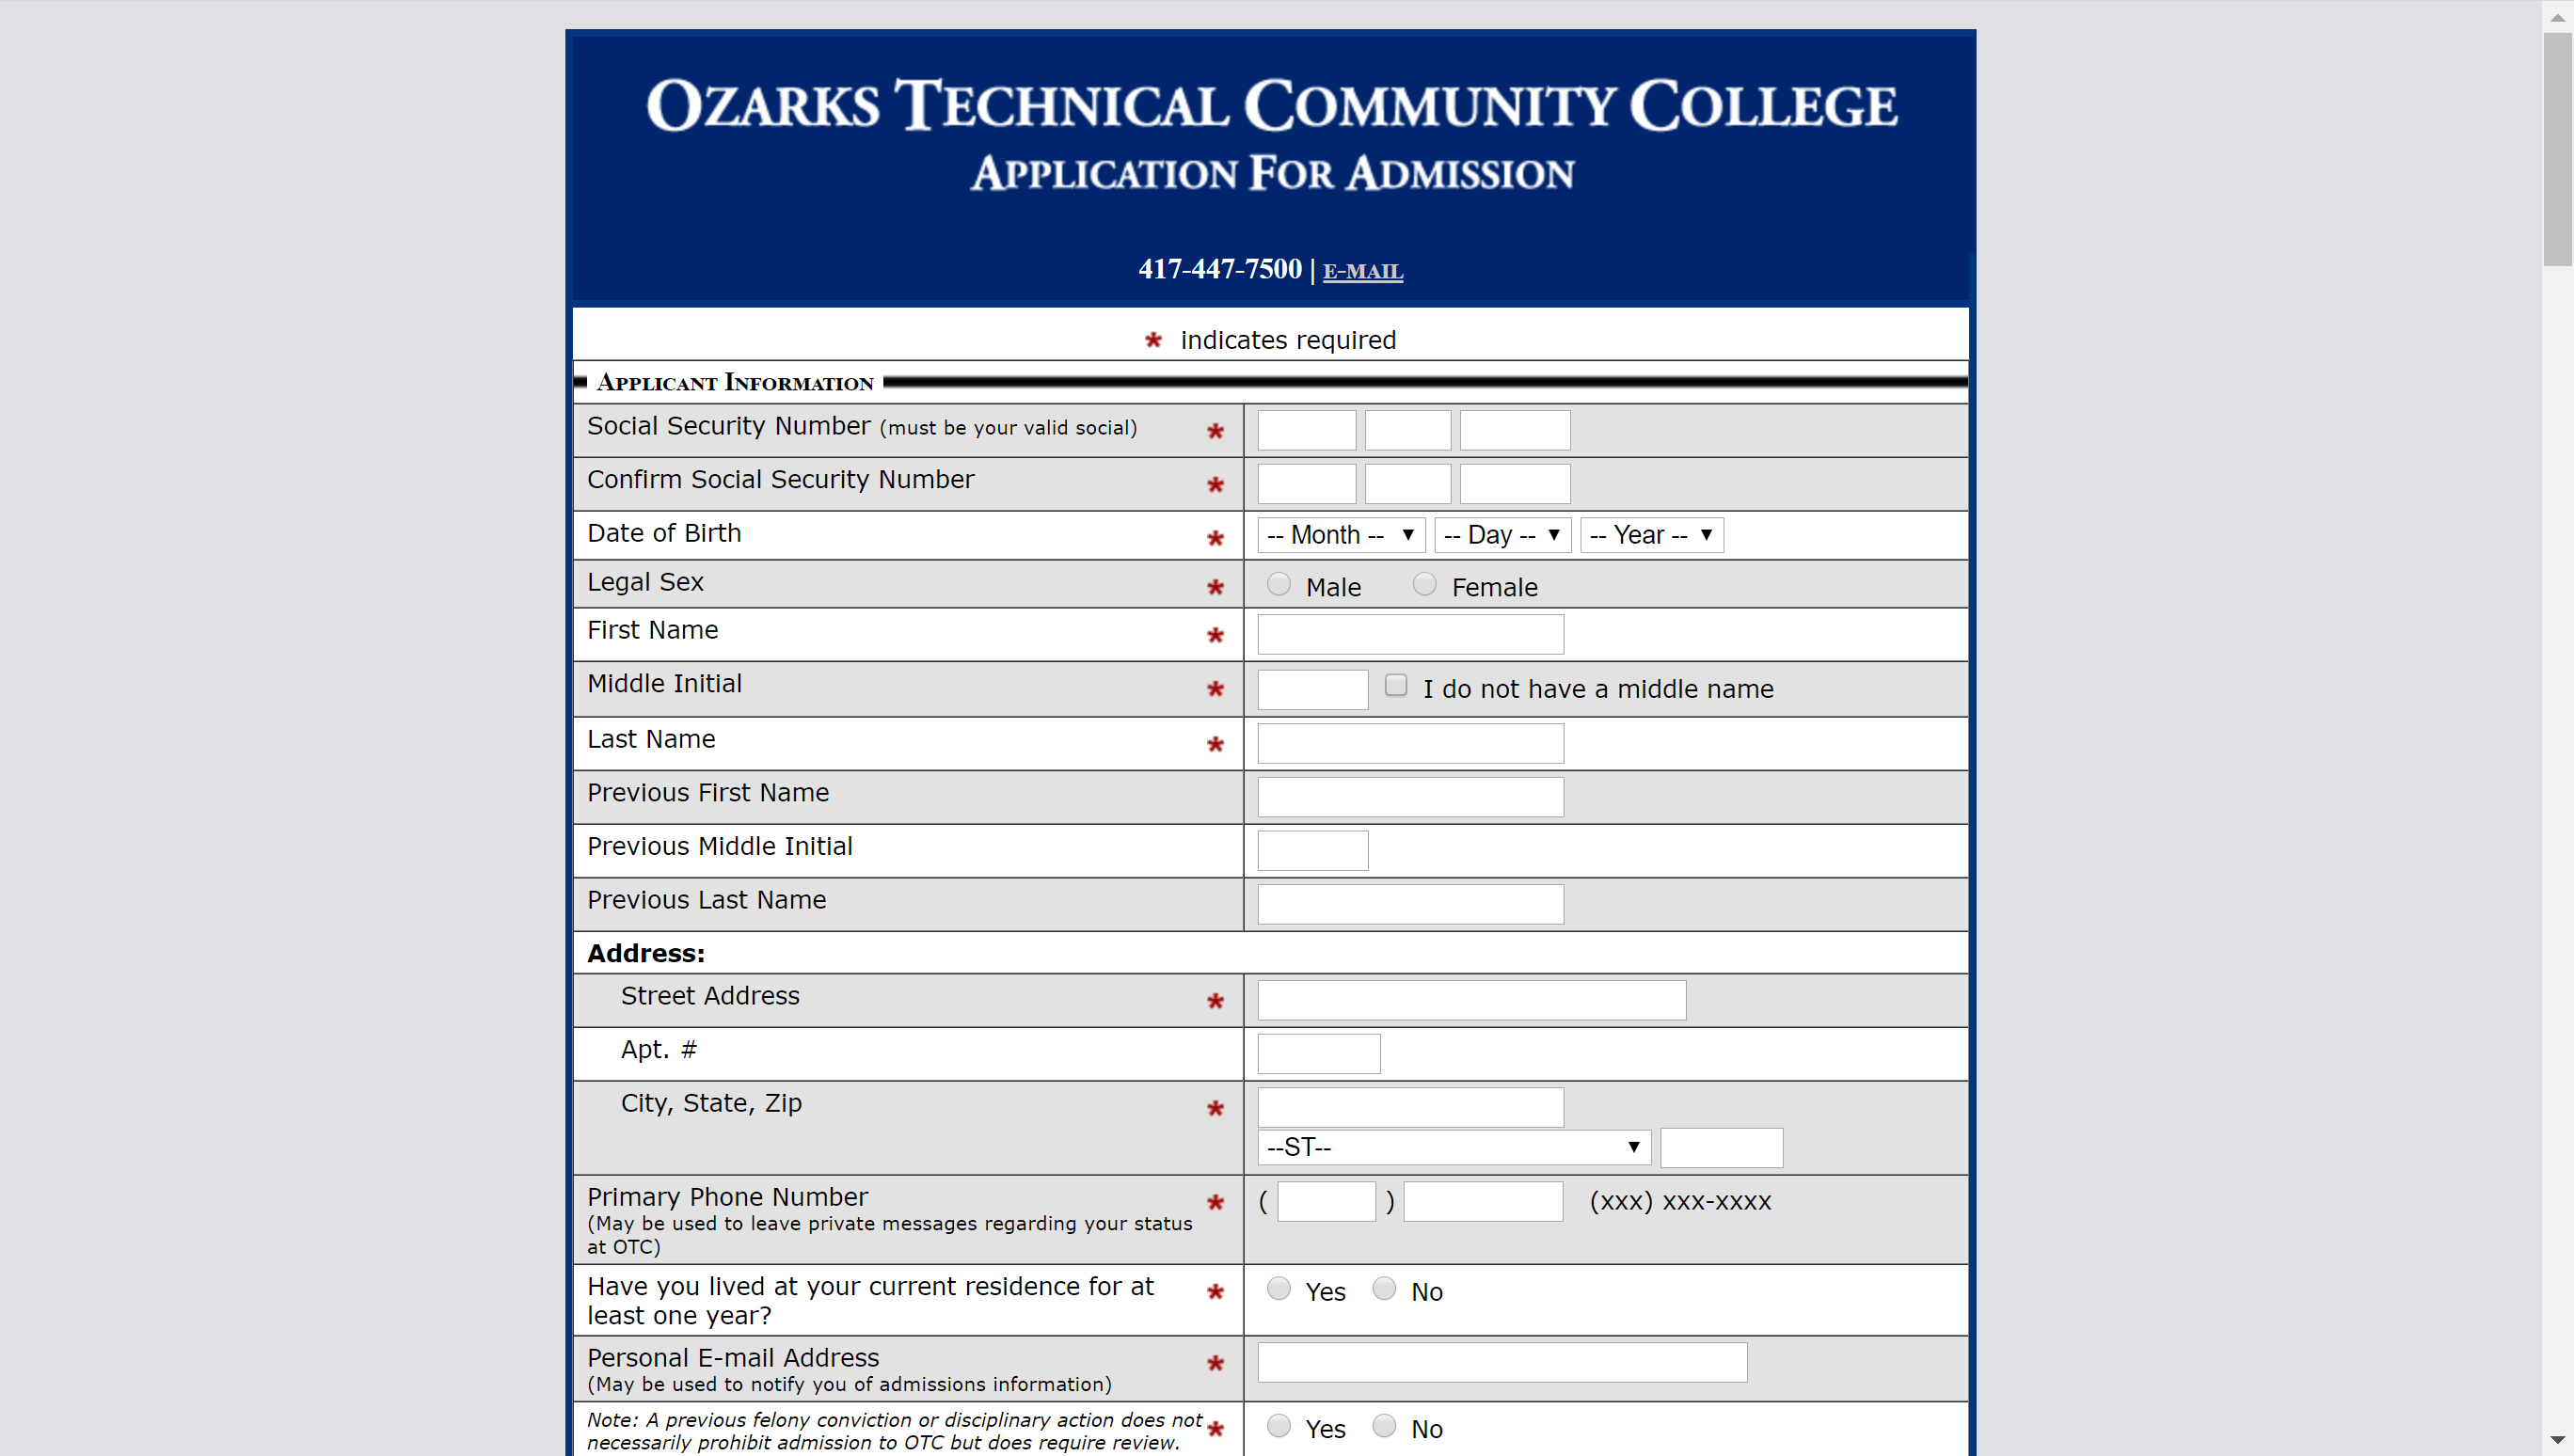 OZARKS TECHNICAL COMMUNITY COLLEGE
APPLICATION FOR ADMISSION
417-447-7500 | E-MAIL
* indicates required
APPLICANT INFORMATION
Social Security Number (must be your valid social) *
Confirm Social Security Number *
Date of Birth * -- Month -- -- Day -- -- Year --
Legal Sex * Male Female
First Name *
Middle Initial * I do not have a middle name
Last Name *
Previous First Name
Previous Middle Initial
Previous Last Name
Address:
Street Address *
Apt. #
City, State, Zip *
--ST--
Primary Phone Number * ( ) (xxx) xxx-xxxx
(May be used to leave private messages regarding your status
at OTC)
Have you lived at your current residence for at * Yes No
least one year?
Personal E-mail Address *
(May be used to notify you of admissions information)
Note: A previous felony conviction or disciplinary action does not * Yes No
necessarily prohibit admission to OTC but does require review.